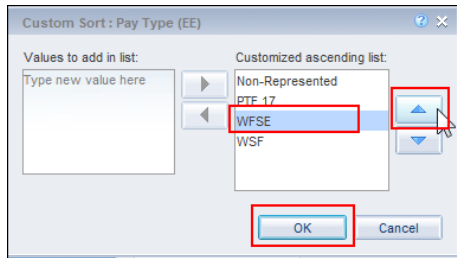 Custom Sort : Pay Type (EE)
Values to add in list:
Customized ascending list:
Type new value here
Non-Represented
PTE 17
WFSE
WSF
OK
Cancel